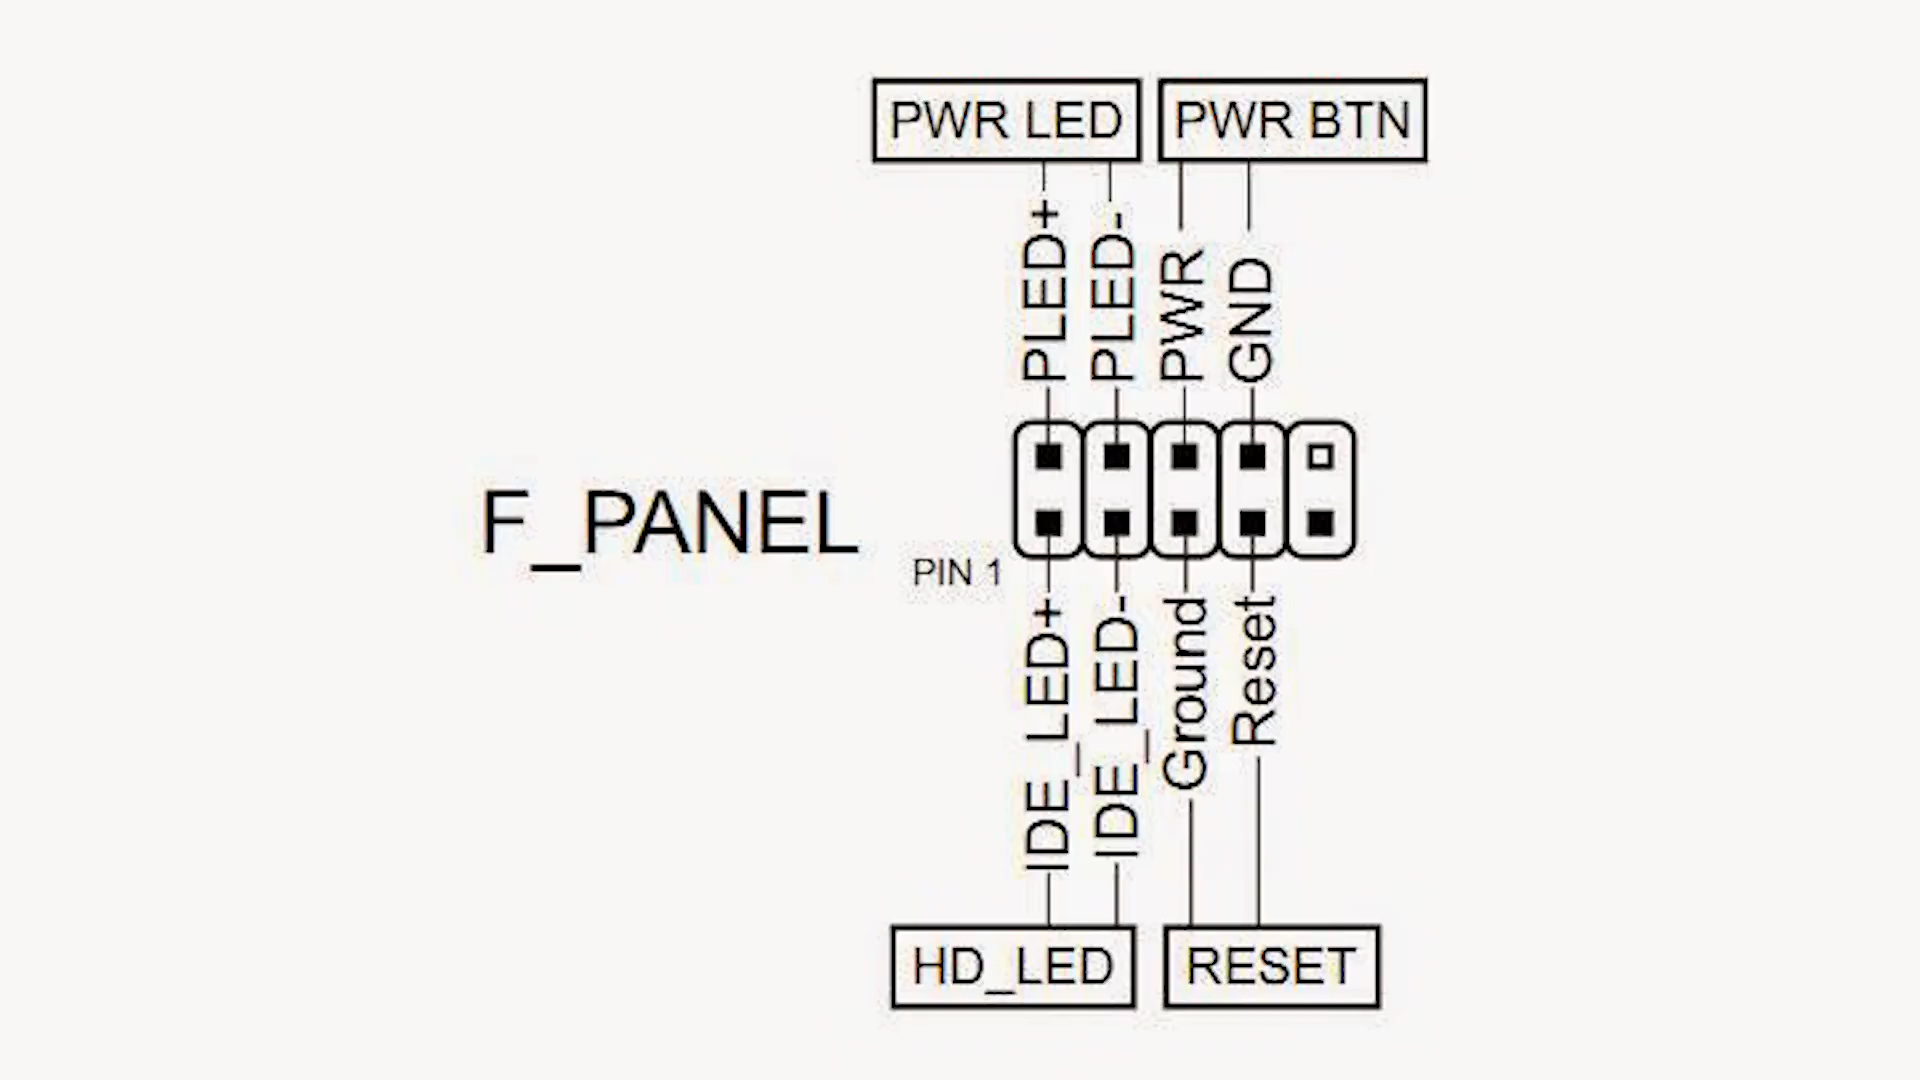 PWR LED PWR BTN
PLED+ PLED- PWR GND
F_PANEL
PIN 1
IDE_LED+ IDE_LED- Ground Reset
HD_LED RESET